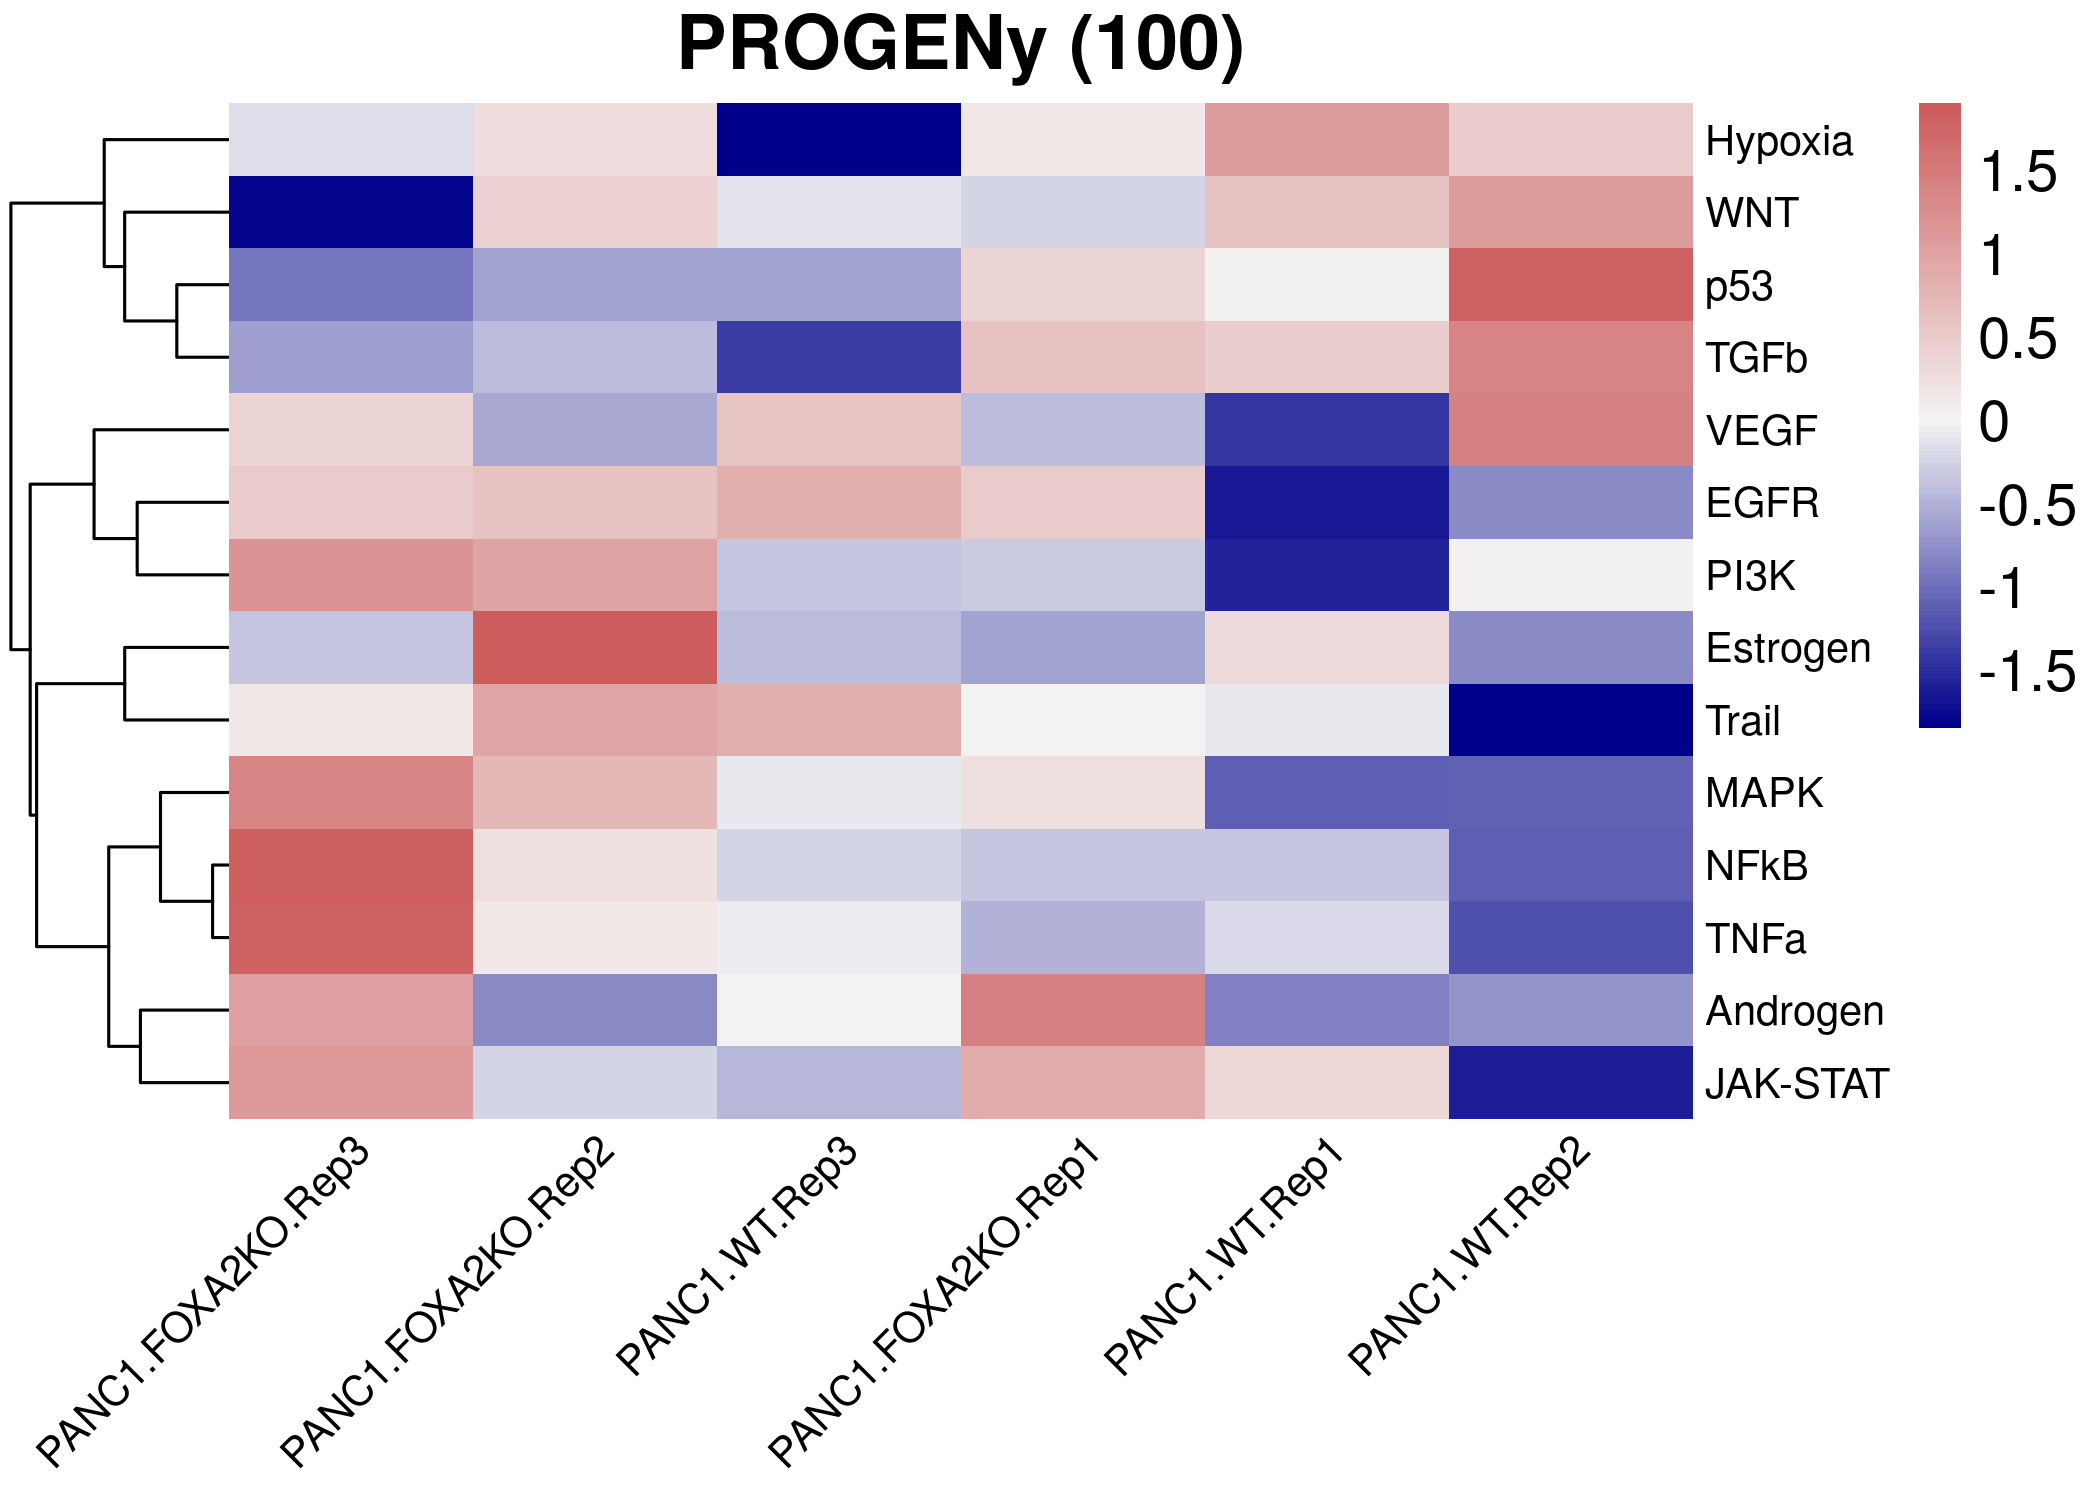 PROGENy (100)
Hypoxia
WNT
p53
TGFb
VEGF
EGFR
PI3K
Estrogen
Trail
MAPK
NFkB
TNFa
Androgen
JAK-STAT
1.5
1
0.5
0
-0.5
-1
-1.5
PANC1.FOXA2KO.Rep3
PANC1.FOXA2KO.Rep2
PANC1.WT.Rep3
PANC1.FOXA2KO.Rep1
PANC1.WT.Rep1
PANC1.WT.Rep2